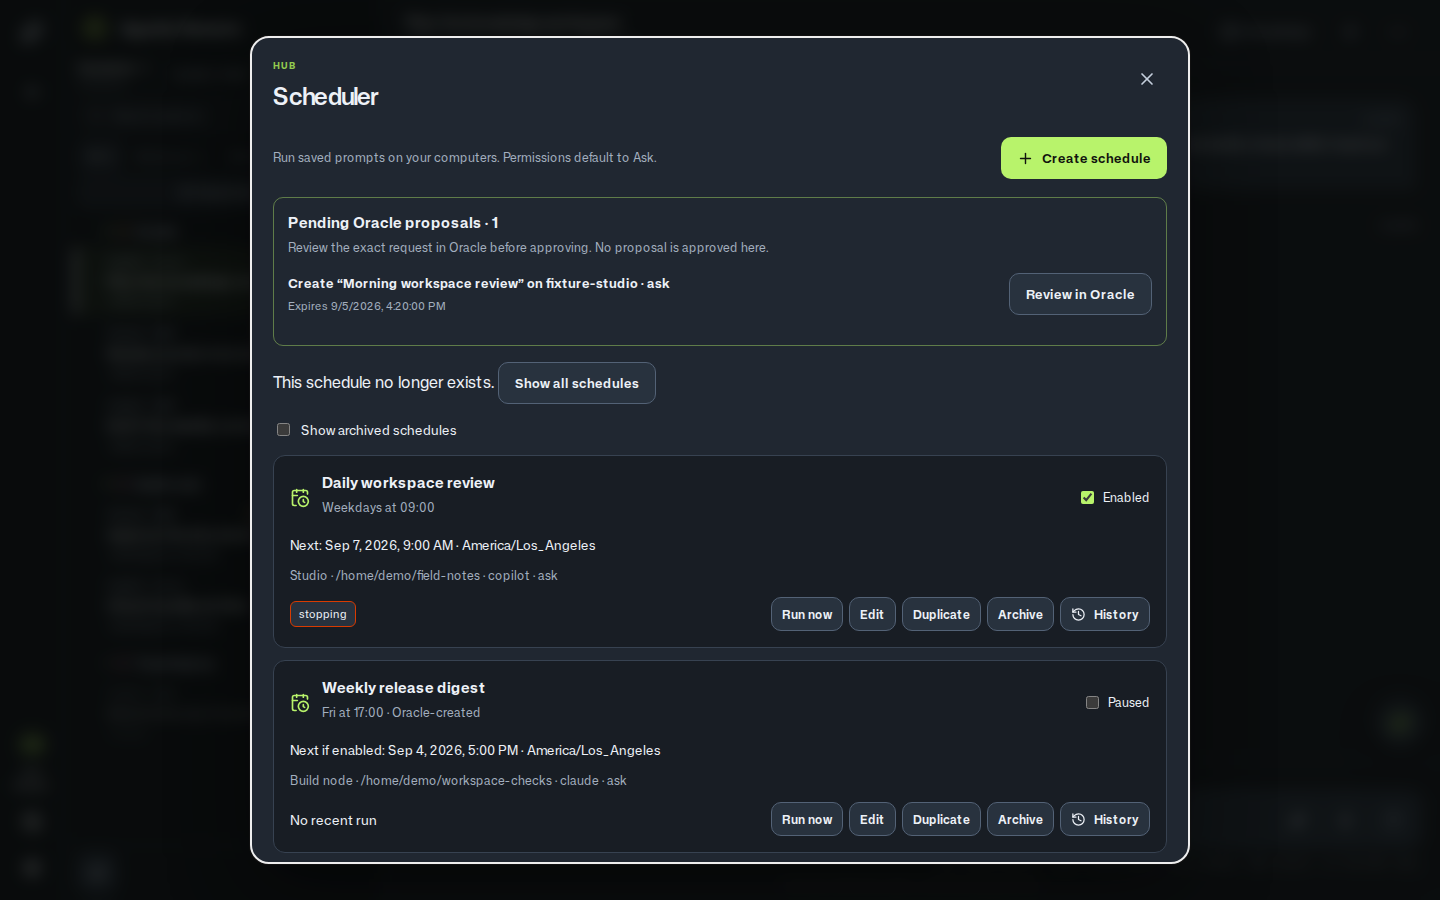 HUB
Scheduler
Run saved prompts on your computers. Permissions default to Ask.
Create schedule
Pending Oracle proposals · 1
Review the exact request in Oracle before approving. No proposal is approved here.
Create “Morning workspace review” on fixture-studio · ask
Expires 9/5/2026, 4:20:00 PM
Review in Oracle
This schedule no longer exists.
Show all schedules
Show archived schedules
Daily workspace review
Weekdays at 09:00
Enabled
Next: Sep 7, 2026, 9:00 AM · America/Los_Angeles
Studio · /home/demo/field-notes · copilot · ask
stopping
Run now
Edit
Duplicate
Archive
History
Weekly release digest
Fri at 17:00 · Oracle-created
Paused
Next if enabled: Sep 4, 2026, 5:00 PM · America/Los_Angeles
Build node · /home/demo/workspace-checks · claude · ask
No recent run
Run now
Edit
Duplicate
Archive
History